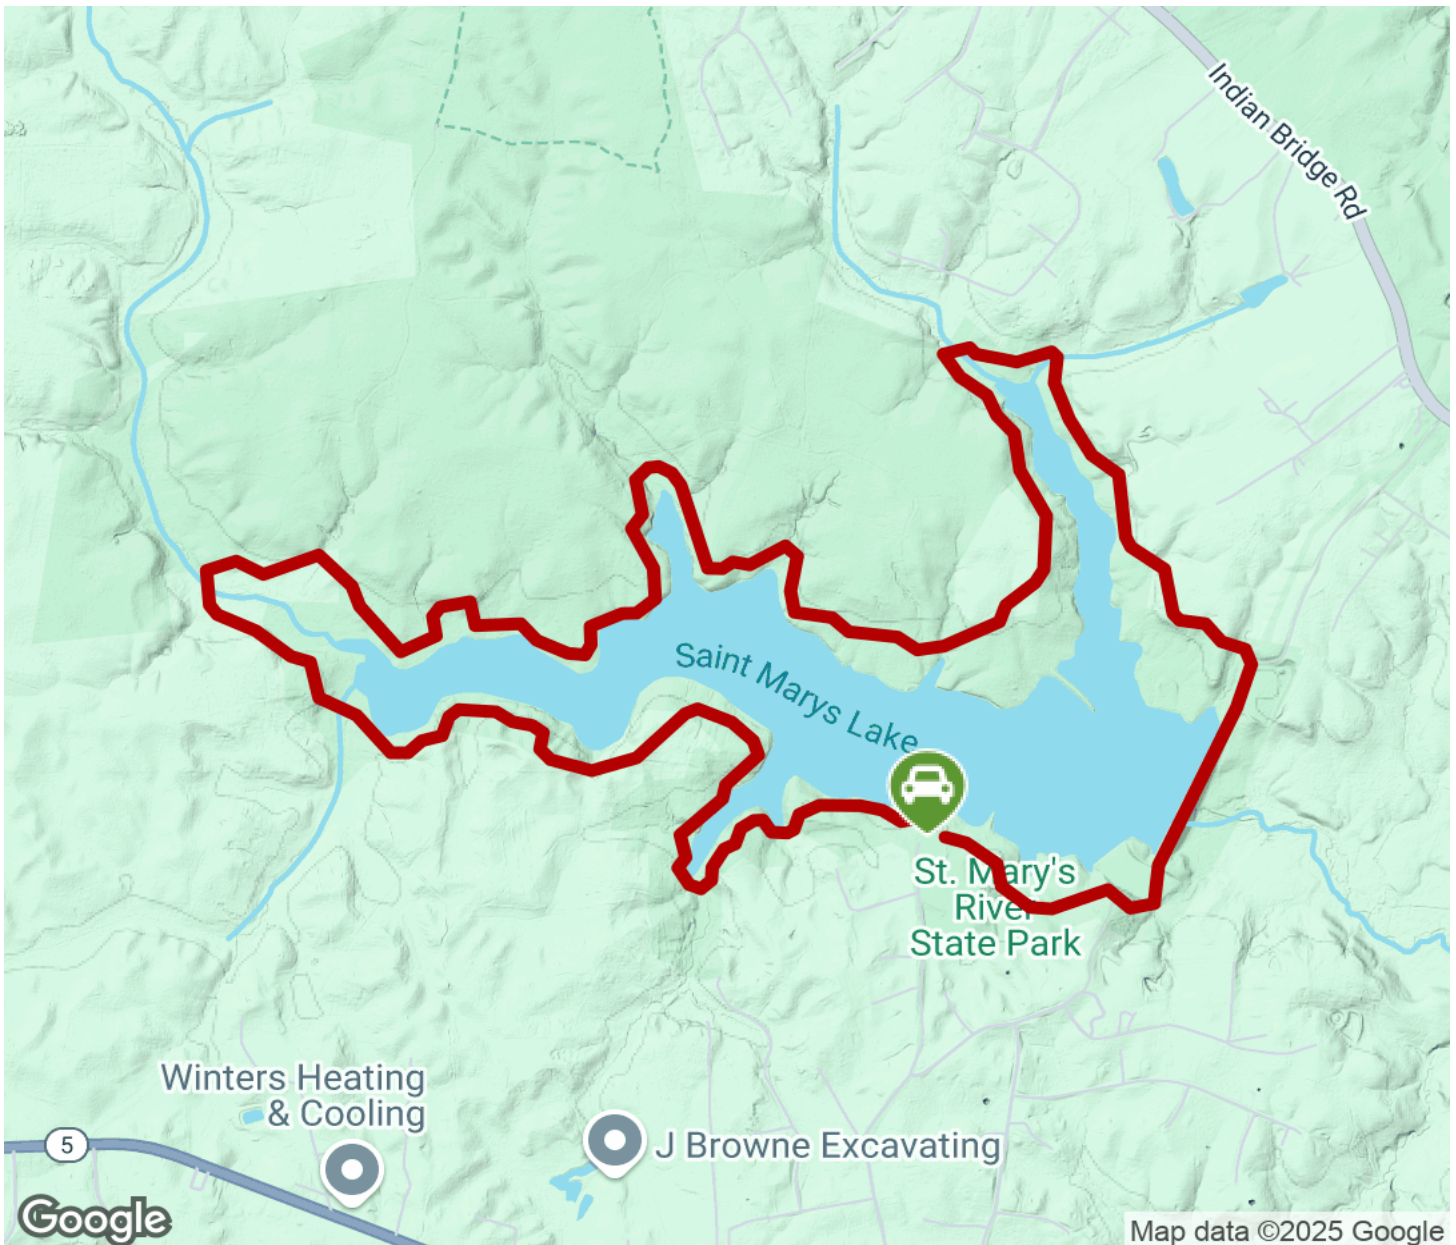 Indian Bridge Rd
Saint Marys Lake
St. Mary's
River
State Park
Winters Heating
& Cooling
5
J Browne Excavating
Google
Map data ©2025 Google